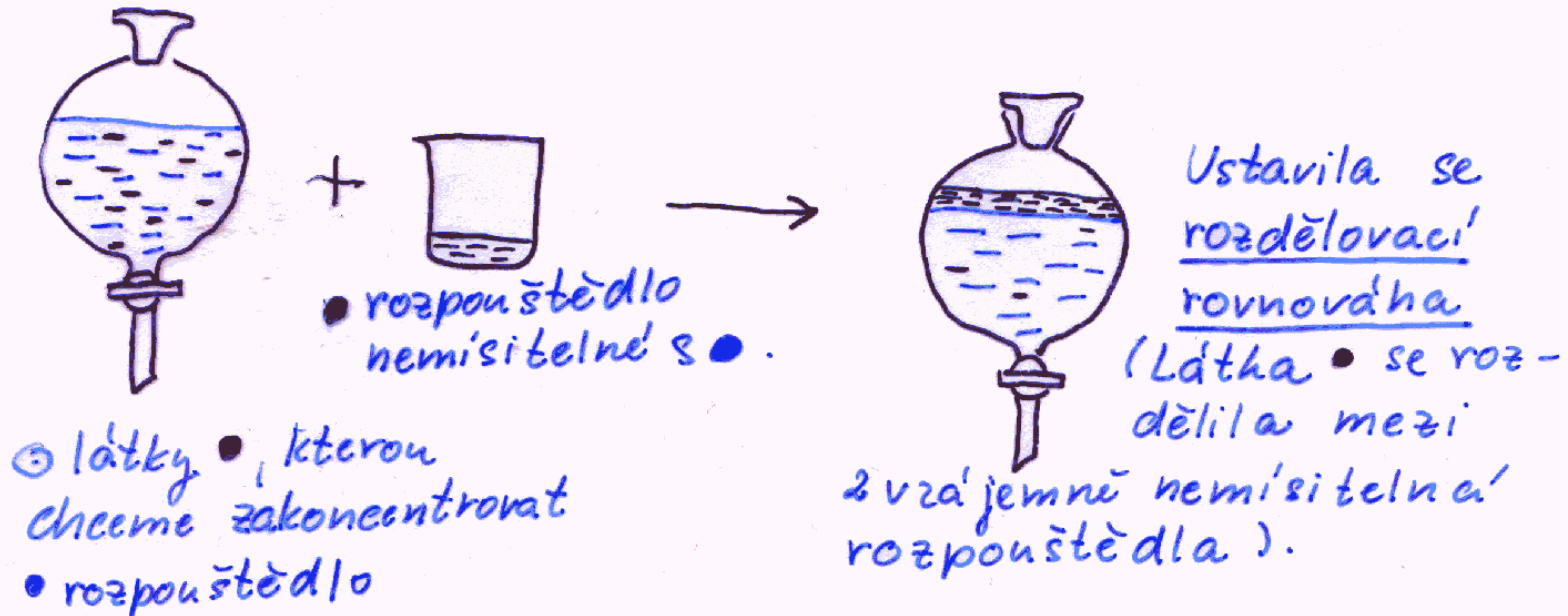 +
• rozpouštědlo
nemísitelné s •.
⊙ látky •, kterou
chceme zakoncentrovat
• rozpouštědlo
Ustavila se
rozdělovací
rovnováha
(Látka • se roz-
dělila mezi
2 vzájemně nemísitelná
rozpouštědla).